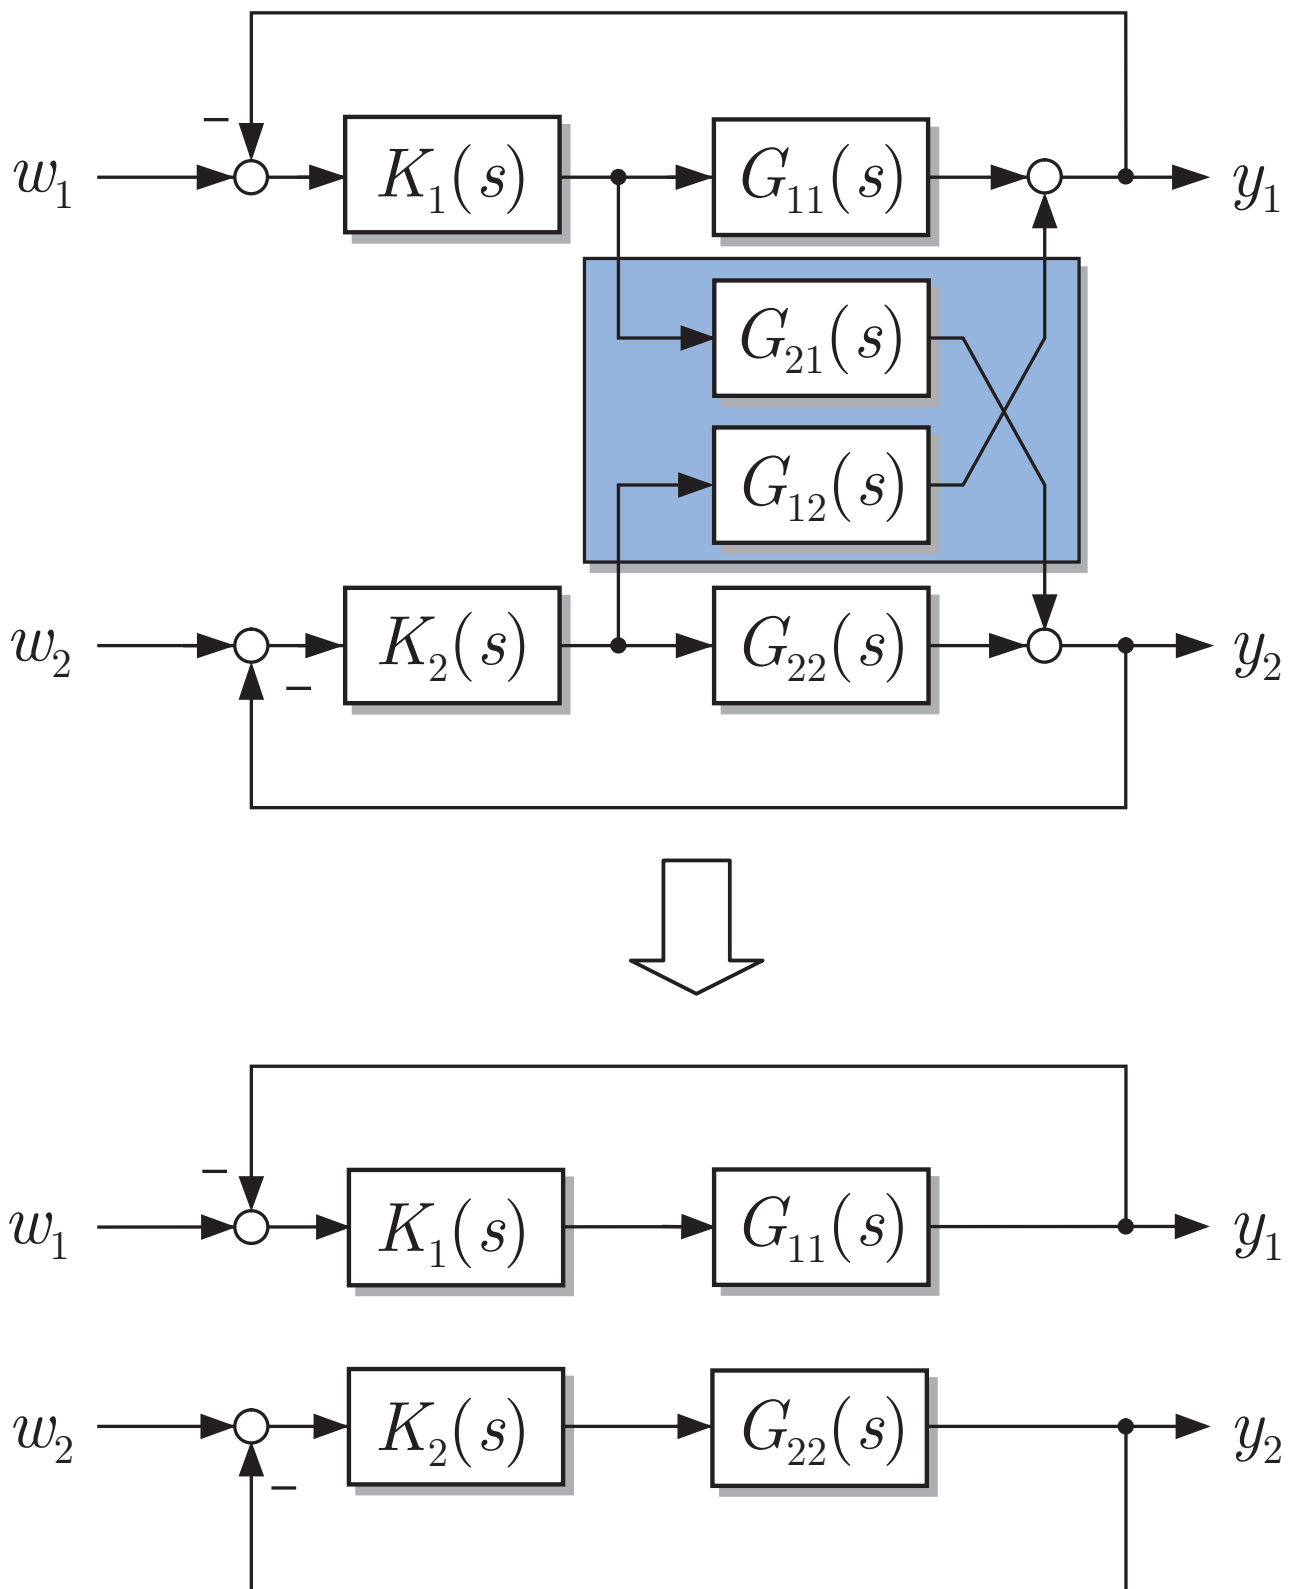 −
w₁ K₁(s) G₁₁(s) y₁
G₂₁(s)
G₁₂(s)
w₂ K₂(s) G₂₂(s) y₂
−
−
w₁ K₁(s) G₁₁(s) y₁
w₂ K₂(s) G₂₂(s) y₂
−